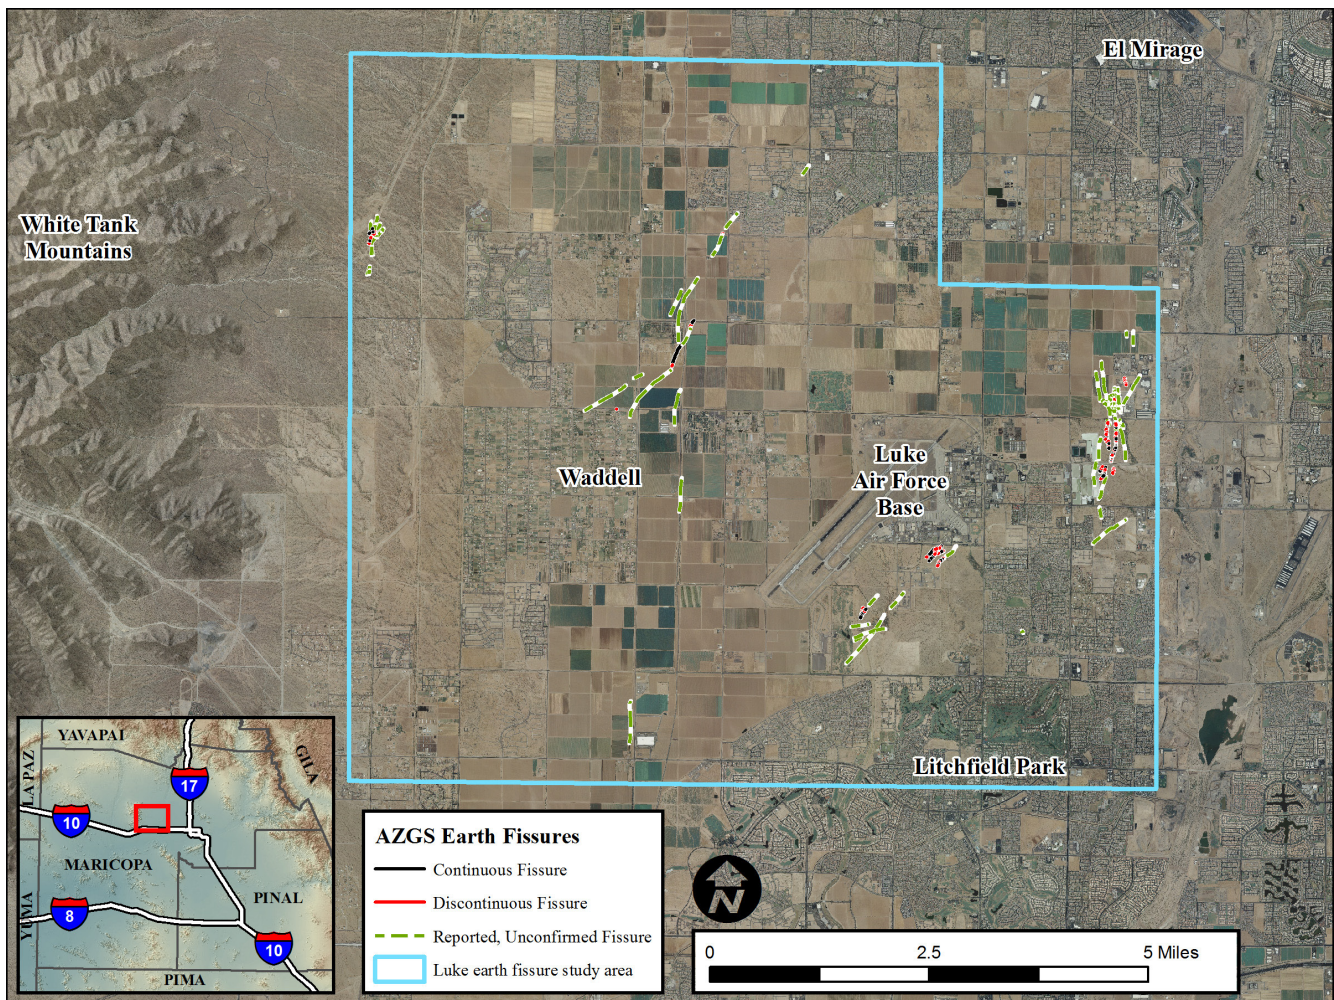 El Mirage
White Tank
Mountains
Waddell
Luke
Air Force
Base
Litchfield Park
YAVAPAI
GILA
LA PAZ
17
10
MARICOPA
PINAL
YUMA
8
10
PIMA
AZGS Earth Fissures
Continuous Fissure
Discontinuous Fissure
Reported, Unconfirmed Fissure
Luke earth fissure study area
N
0 2.5 5 Miles